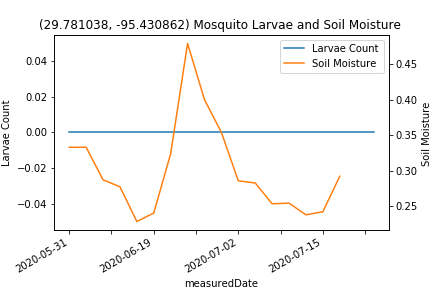 (29.781038, -95.430862) Mosquito Larvae and Soil Moisture
Larvae Count
Soil Moisture
0.04
0.02
0.00
−0.02
−0.04
Larvae Count
0.45
0.40
0.35
0.30
0.25
Soil Moisture
2020-05-31
2020-06-19
2020-07-02
2020-07-15
measuredDate